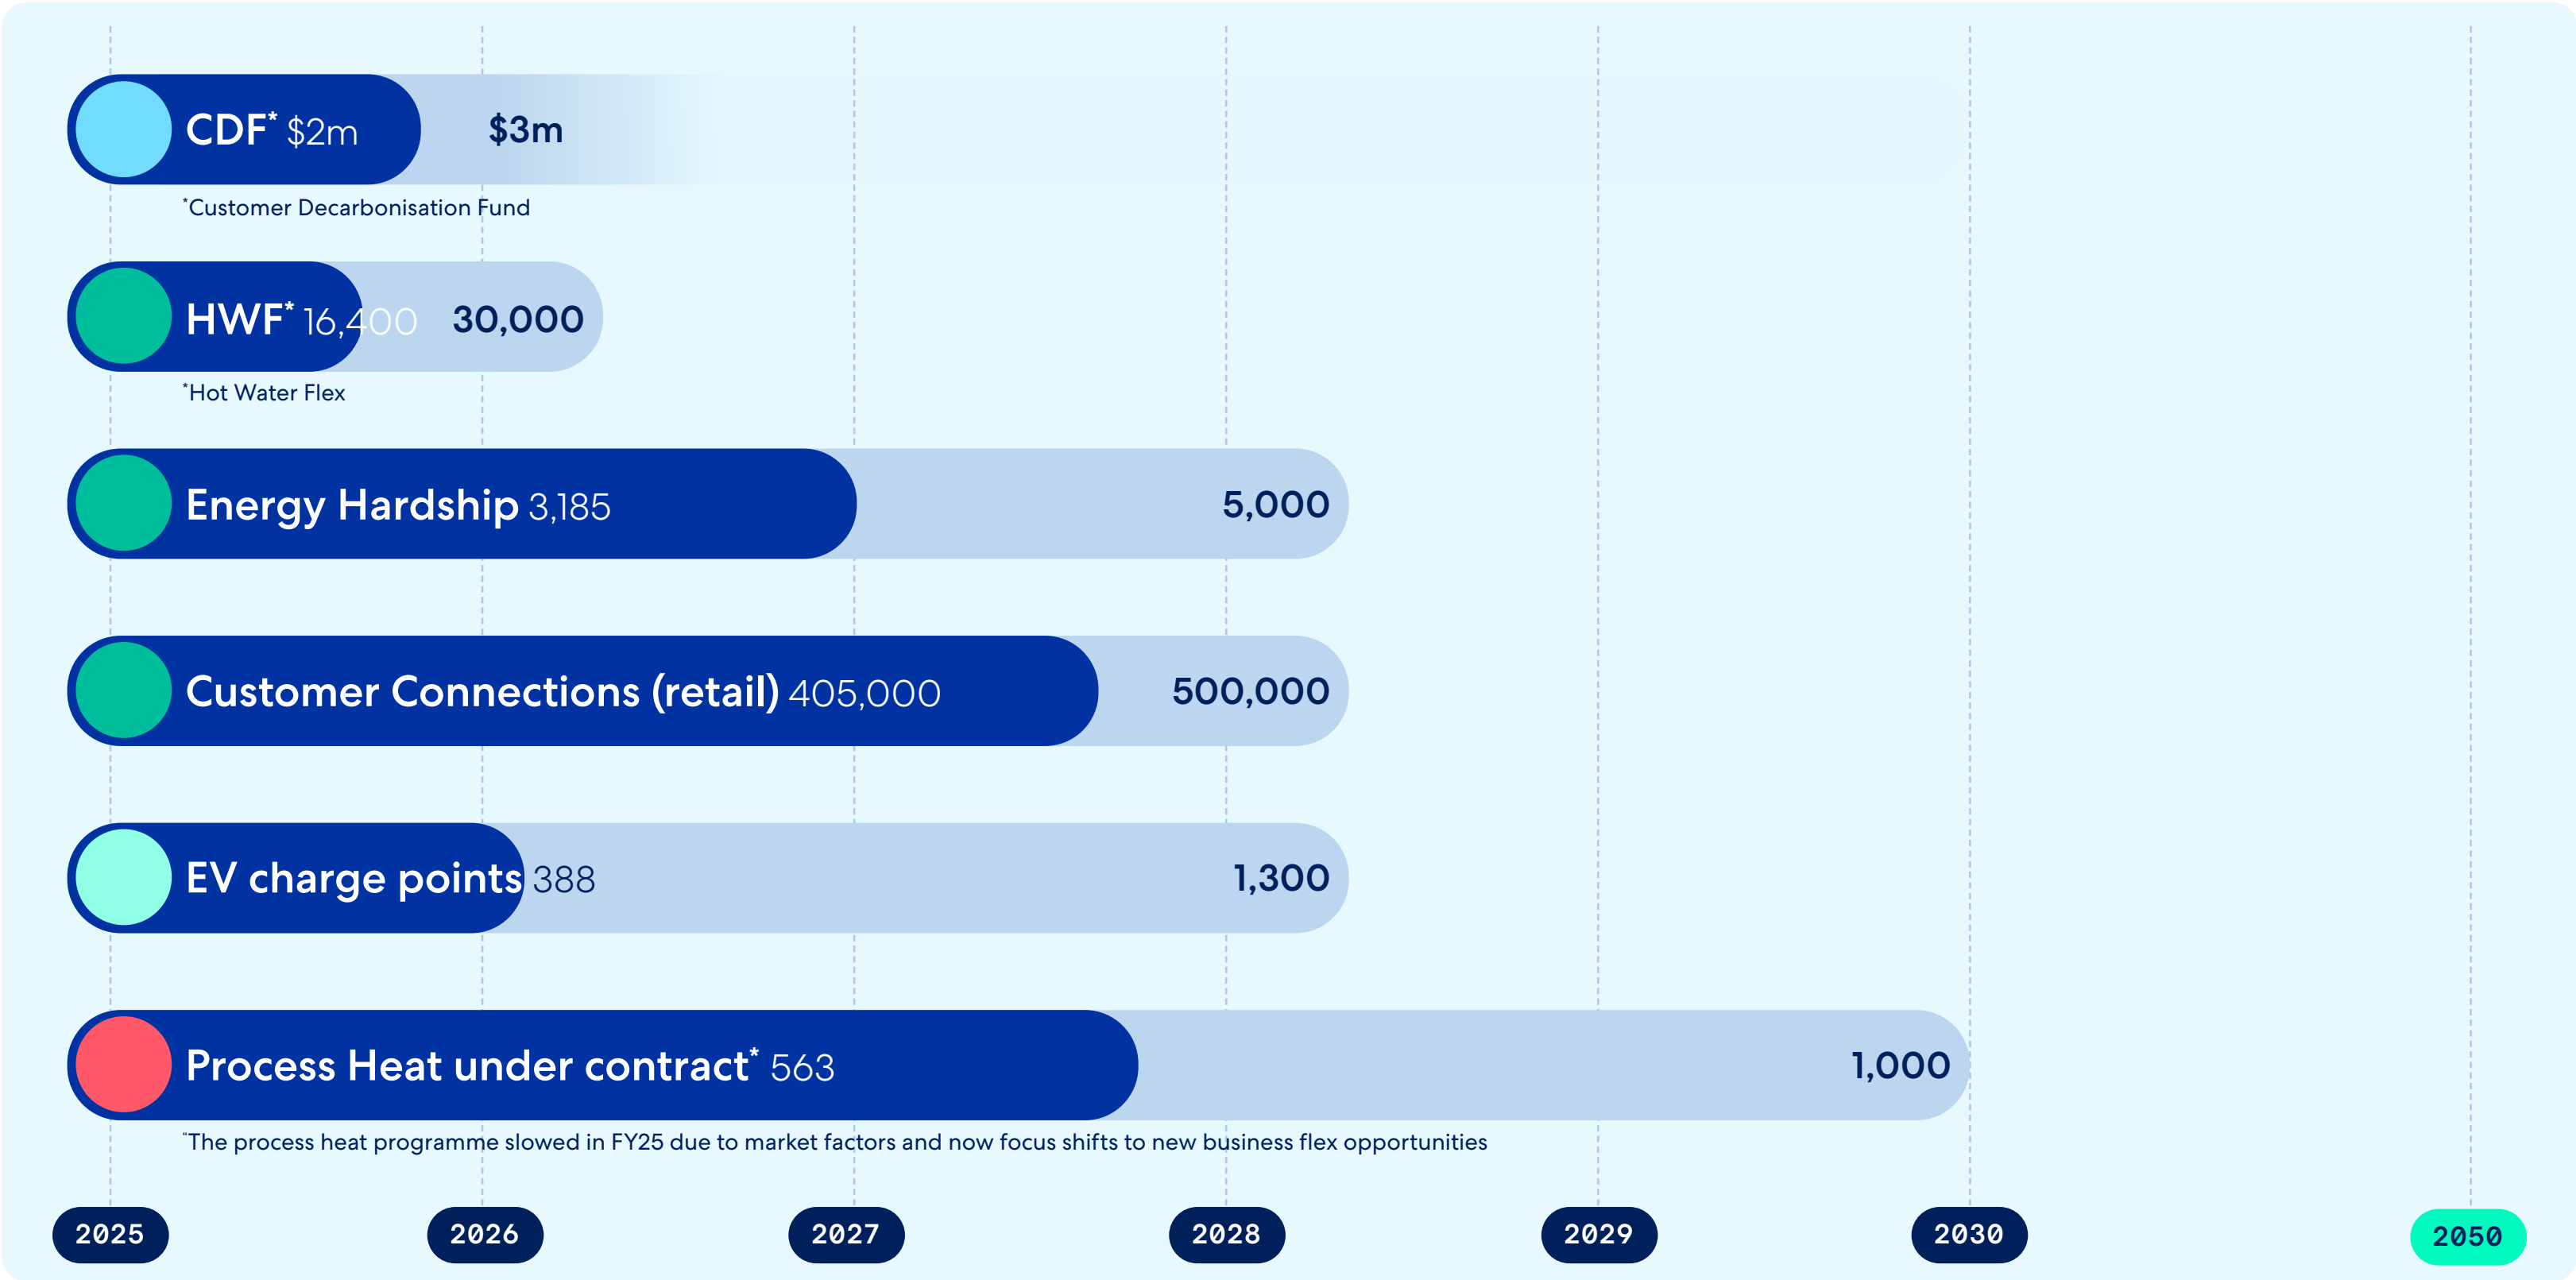 CDF* $2m $3m
*Customer Decarbonisation Fund
HWF* 16,400 30,000
*Hot Water Flex
Energy Hardship 3,185 5,000
Customer Connections (retail) 405,000 500,000
EV charge points 388 1,300
Process Heat under contract* 563 1,000
*The process heat programme slowed in FY25 due to market factors and now focus shifts to new business flex opportunities
2025 2026 2027 2028 2029 2030 2050